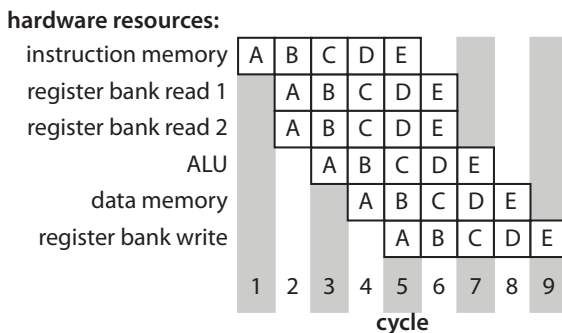 hardware resources:
instruction memory A B C D E
register bank read 1 A B C D E
register bank read 2 A B C D E
ALU A B C D E
data memory A B C D E
register bank write A B C D E
1 2 3 4 5 6 7 8 9
cycle